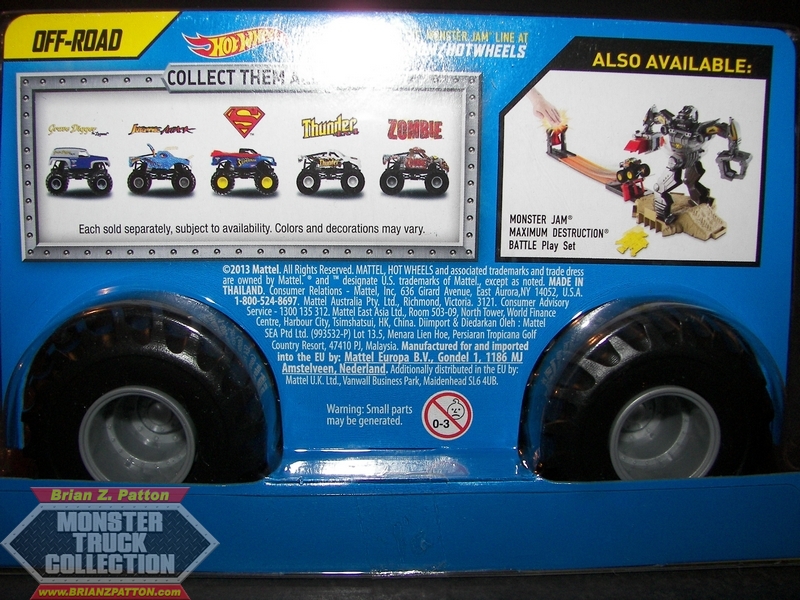 OFF-ROAD
HOT WHEELS
MONSTER JAM® LINE AT
/HOTWHEELS
COLLECT THEM
ALSO AVAILABLE:
Grave Digger
Jurassic Attack
S
Thunder
ZOMBIE
Each sold separately, subject to availability. Colors and decorations may vary.
MONSTER JAM®
MAXIMUM DESTRUCTION®
BATTLE Play Set
©2013 Mattel. All Rights Reserved. MATTEL, HOT WHEELS and associated trademarks and trade dress
are owned by Mattel. ® and ™ designate U.S. trademarks of Mattel, except as noted. MADE IN
THAILAND. Consumer Relations - Mattel, Inc, 636 Girard Avenue, East Aurora,NY 14052, U.S.A.
1-800-524-8697. Mattel Australia Pty. Ltd., Richmond, Victoria. 3121. Consumer Advisory
Service - 1300 135 312. Mattel East Asia Ltd., Room 503-09, North Tower, World Finance
Centre, Harbour City, Tsimshatsui, HK, China. Diimport & Diedarkan Oleh : Mattel
SEA Ptd Ltd. (993532-P) Lot 13.5, Menara Lien Hoe, Persiaran Tropicana Golf
Country Resort, 47410 PJ, Malaysia. Manufactured for and imported
into the EU by: Mattel Europa B.V., Gondel 1, 1186 MJ
Amstelveen, Nederland. Additionally distributed in the EU by:
Mattel U.K. Ltd., Vanwall Business Park, Maidenhead SL6 4UB.
Warning: Small parts
may be generated.
0-3
Brian Z. Patton
MONSTER
TRUCK
COLLECTION
www.BRIANZPATTON.com